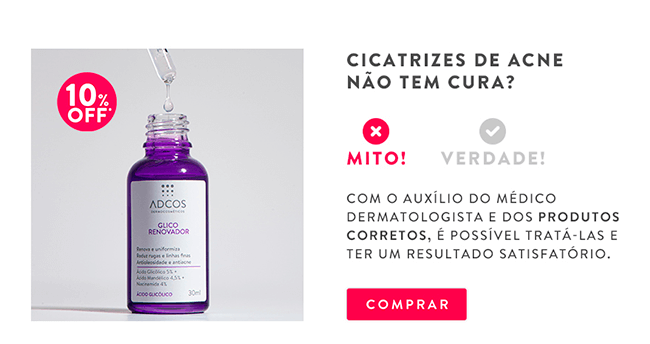 10%
OFF*
ADCOS
DERMOCOSMÉTICOS
GLICO
RENOVADOR
Renova e uniformiza
Reduz rugas e linhas finas
Antioleosidade e antiacne
Ácido Glicólico 5% +
Ácido Mandélico 4,5% +
Niacinamida 4%
ÁCIDO GLICÓLICO
30ml
CICATRIZES DE ACNE
NÃO TEM CURA?
MITO!
VERDADE!
COM O AUXÍLIO DO MÉDICO
DERMATOLOGISTA E DOS PRODUTOS
CORRETOS, É POSSÍVEL TRATÁ-LAS E
TER UM RESULTADO SATISFATÓRIO.
COMPRAR